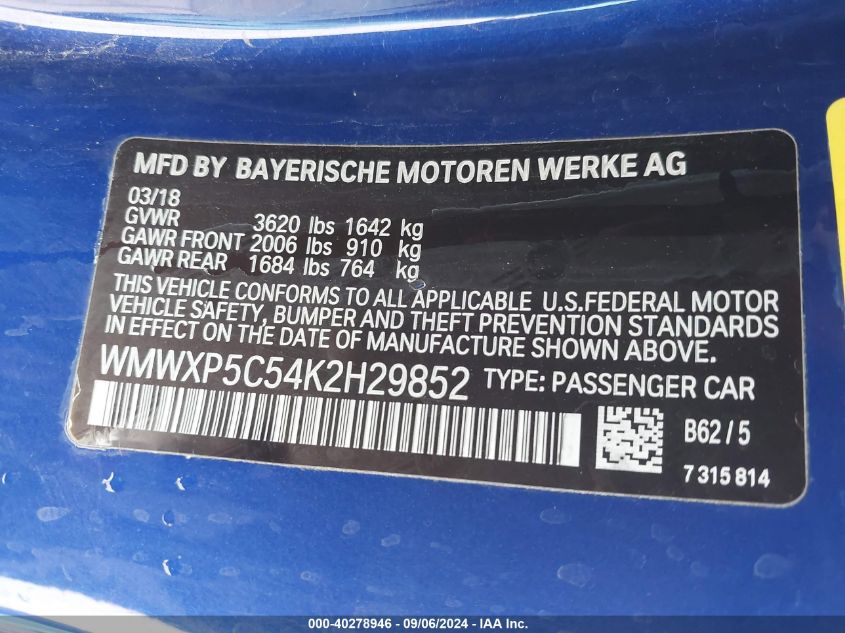 MFD BY BAYERISCHE MOTOREN WERKE AG
03/18
GVWR 3620 lbs 1642 kg
GAWR FRONT 2006 lbs 910 kg
GAWR REAR 1684 lbs 764 kg
THIS VEHICLE CONFORMS TO ALL APPLICABLE U.S.FEDERAL MOTOR
VEHICLE SAFETY, BUMPER AND THEFT PREVENTION STANDARDS
IN EFFECT ON THE DATE OF MANUFACTURE SHOWN ABOVE.
WMWXP5C54K2H29852 TYPE: PASSENGER CAR
B62 / 5
7 315 814
000-40278946 - 09/06/2024 - IAA Inc.